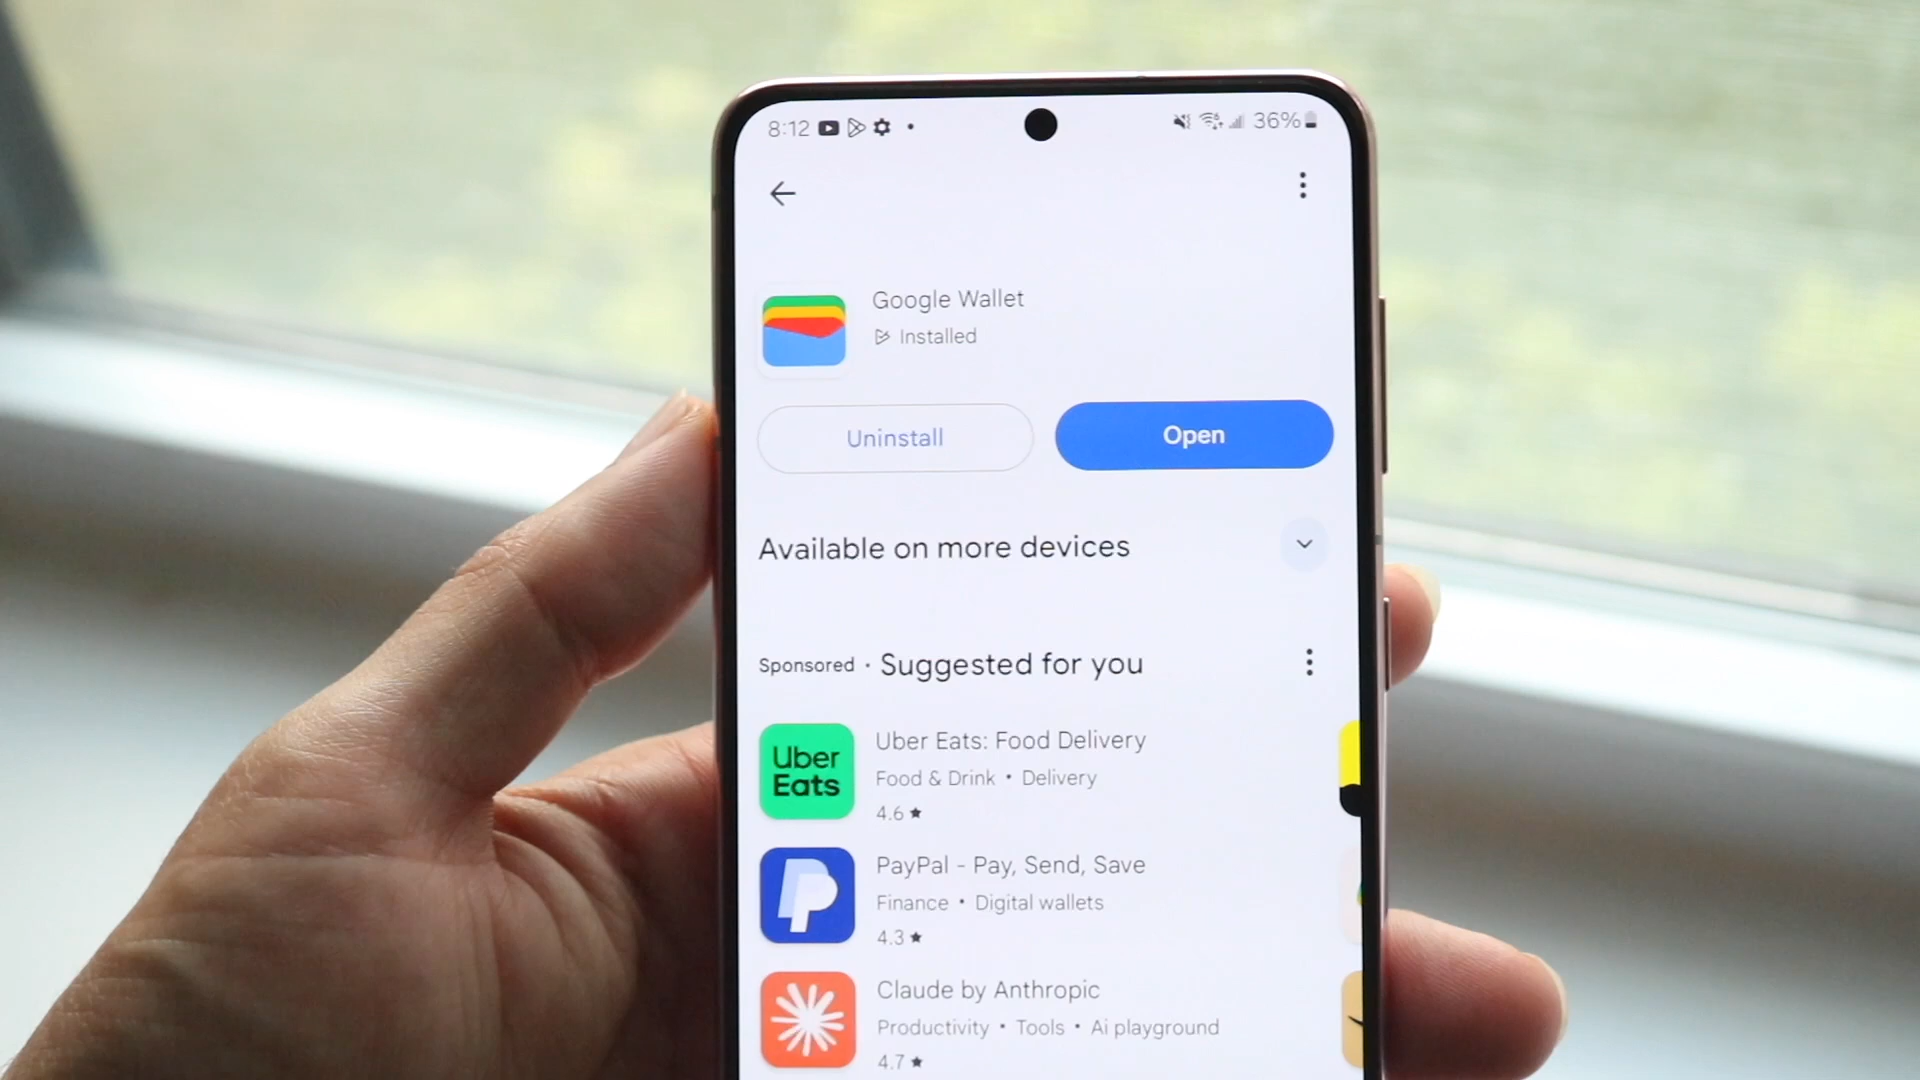 8:12 36%
Google Wallet
Installed
Uninstall Open
Available on more devices
Sponsored • Suggested for you
Uber Eats
Uber Eats: Food Delivery
Food & Drink • Delivery
4.6 ★
PayPal - Pay, Send, Save
Finance • Digital wallets
4.3 ★
Claude by Anthropic
Productivity • Tools • Ai playground
4.7 ★